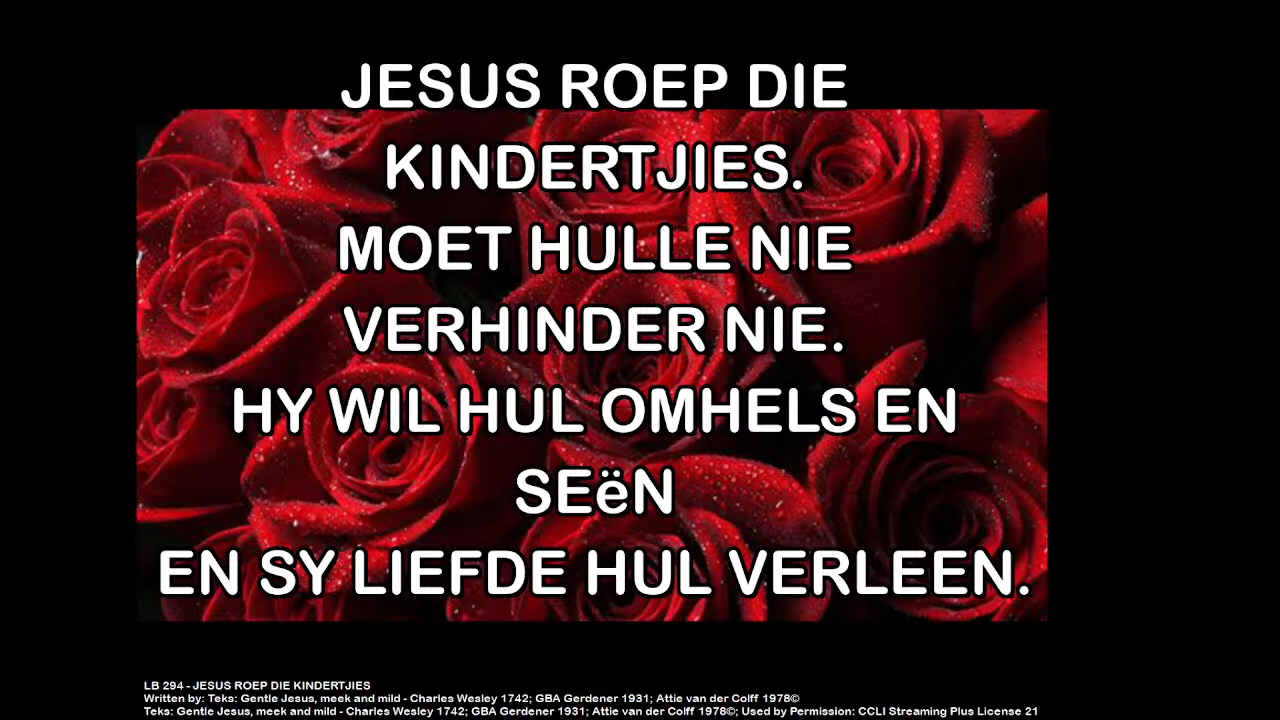 JESUS ROEP DIE
KINDERTJIES.
MOET HULLE NIE
VERHINDER NIE.
HY WIL HUL OMHELS EN
SEëN
EN SY LIEFDE HUL VERLEEN.
LB 294 - JESUS ROEP DIE KINDERTJIES
Written by: Teks: Gentle Jesus, meek and mild - Charles Wesley 1742; GBA Gerdener 1931; Attie van der Colff 1978©
Teks: Gentle Jesus, meek and mild - Charles Wesley 1742; GBA Gerdener 1931; Attie van der Colff 1978©; Used by Permission: CCLI Streaming Plus License 21